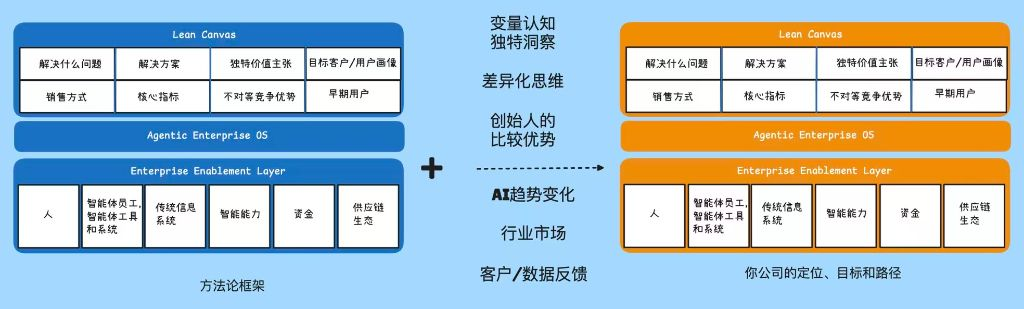 Lean Canvas
解决什么问题
解决方案
独特价值主张
目标客户/用户画像
销售方式
核心指标
不对等竞争优势
早期用户
Agentic Enterprise OS
Enterprise Enablement Layer
人
智能体员工,
智能体工具
和系统
传统信息
系统
智能能力
资金
供应链
生态
方法论框架
+
变量认知
独特洞察
差异化思维
创始人的
比较优势
AI趋势变化
行业市场
客户/数据反馈
Lean Canvas
解决什么问题
解决方案
独特价值主张
目标客户/用户画像
销售方式
核心指标
不对等竞争优势
早期用户
Agentic Enterprise OS
Enterprise Enablement Layer
人
智能体员工,
智能体工具
和系统
传统信息
系统
智能能力
资金
供应链
生态
你公司的定位、目标和路径